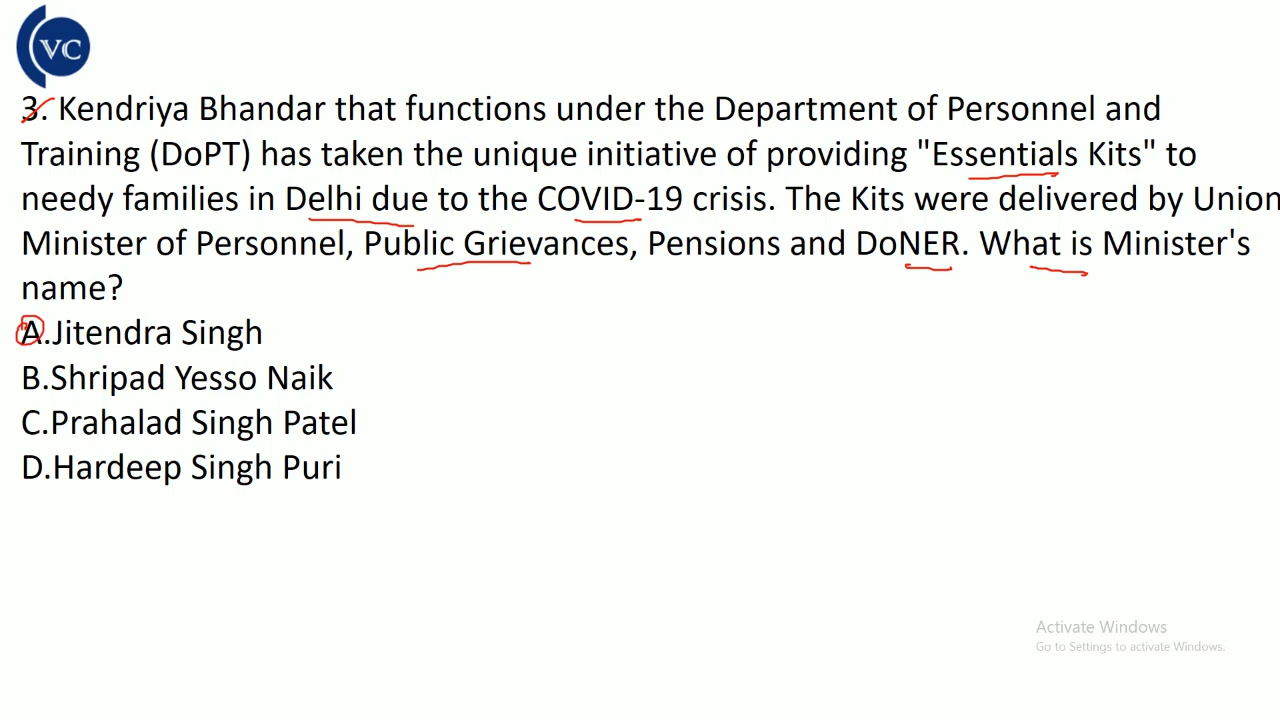 VC
3. Kendriya Bhandar that functions under the Department of Personnel and
Training (DoPT) has taken the unique initiative of providing "Essentials Kits" to
needy families in Delhi due to the COVID-19 crisis. The Kits were delivered by Union
Minister of Personnel, Public Grievances, Pensions and DoNER. What is Minister's
name?
A.Jitendra Singh
B.Shripad Yesso Naik
C.Prahalad Singh Patel
D.Hardeep Singh Puri
Activate Windows
Go to Settings to activate Windows.